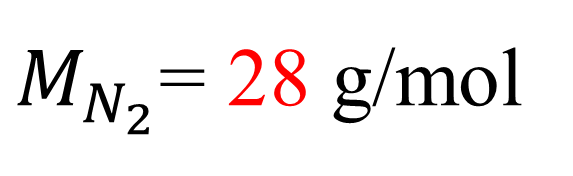 M_{N_2} = 28 g/mol